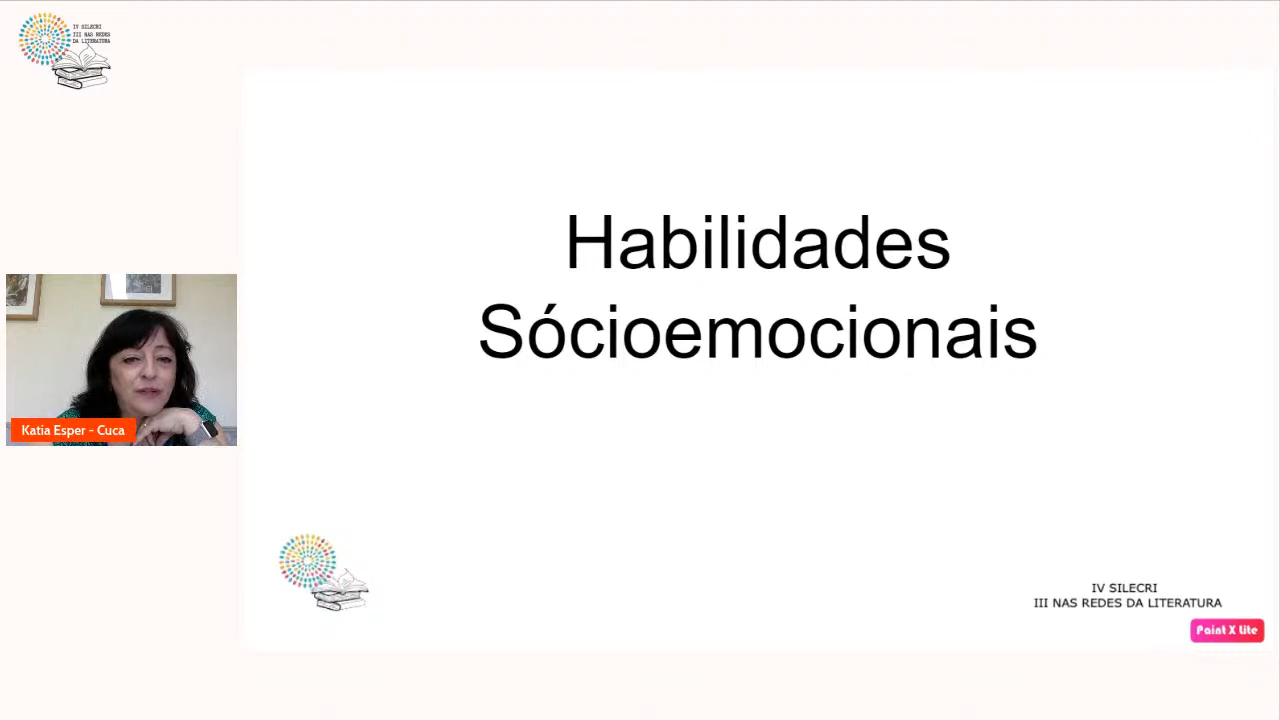 IV SILECRI
III NAS REDES
DA LITERATURA
Habilidades
Sócioemocionais
Katia Esper - Cuca
IV SILECRI
III NAS REDES DA LITERATURA
Paint X Lite